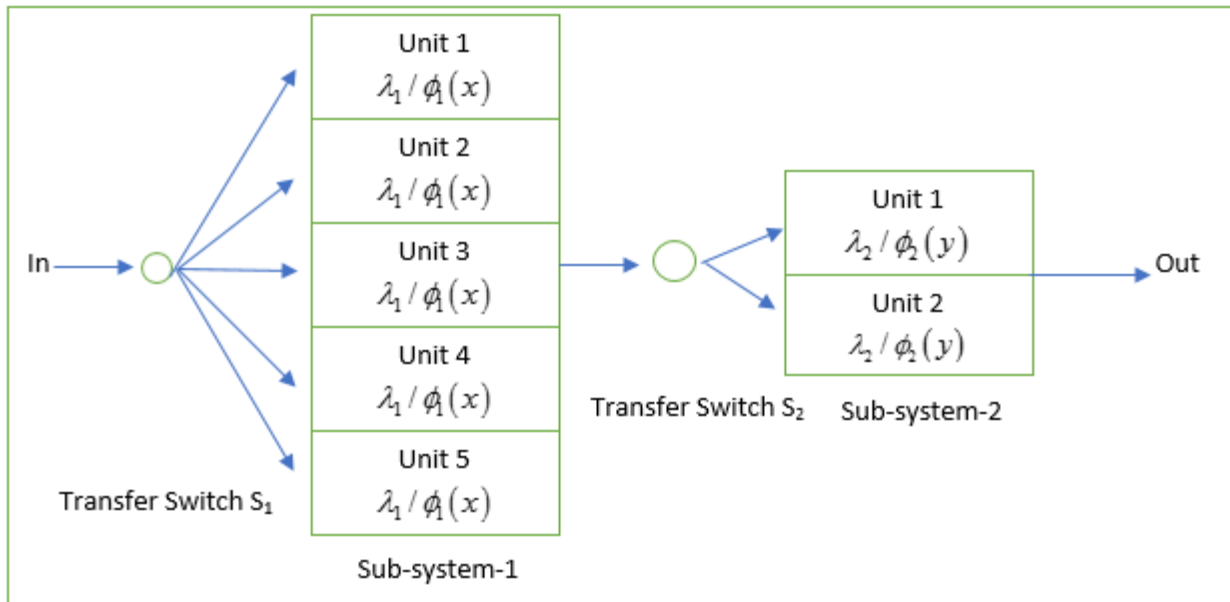 Unit 1
λ₁ / ϕ₁(x)
Unit 2
λ₁ / ϕ₁(x)
Unit 3
λ₁ / ϕ₁(x)
Unit 4
λ₁ / ϕ₁(x)
Unit 5
λ₁ / ϕ₁(x)
Sub-system-1
In
Transfer Switch S₁
Unit 1
λ₂ / ϕ₂(y)
Unit 2
λ₂ / ϕ₂(y)
Transfer Switch S₂
Sub-system-2
Out